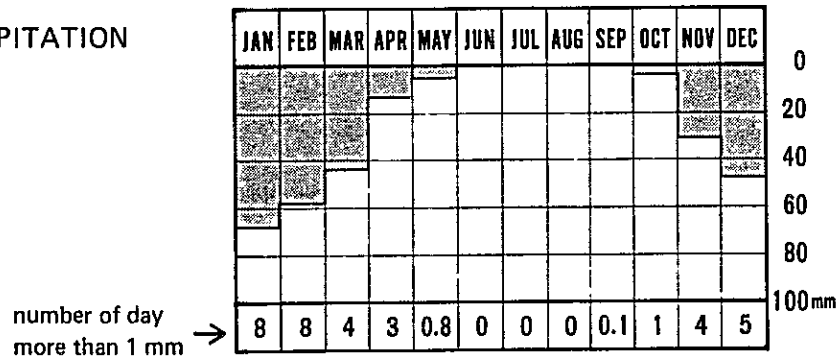 PITATION
JAN FEB MAR APR MAY JUN JUL AUG SEP OCT NOV DEC
0
20
40
60
80
100mm
number of day
more than 1 mm → 8 8 4 3 0.8 0 0 0 0.1 1 4 5